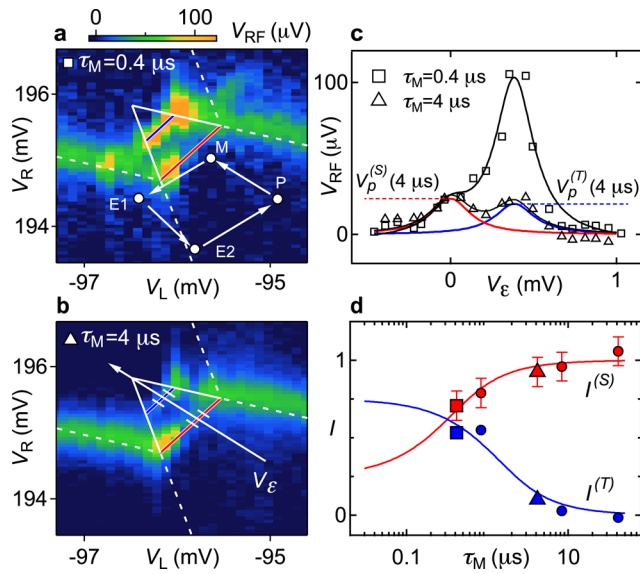 0 100
V_RF (μV)
a
τ_M=0.4 μs
196
194
V_R (mV)
M
P
E1
E2
-97 V_L (mV) -95
b
τ_M=4 μs
196
194
V_R (mV)
V_ε
-97 V_L (mV) -95
c
τ_M=0.4 μs
τ_M=4 μs
100
0
V_RF (μV)
V_p^(S)(4 μs)
V_p^(T)(4 μs)
0 1
V_ε (mV)
d
1
0
I
I^(S)
I^(T)
0.1 τ_M (μs) 10